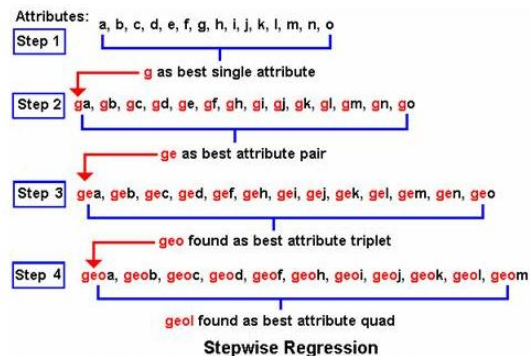 Attributes:
Step 1
a, b, c, d, e, f, g, h, i, j, k, l, m, n, o
g as best single attribute
Step 2
ga, gb, gc, gd, ge, gf, gh, gi, gj, gk, gl, gm, gn, go
ge as best attribute pair
Step 3
gea, geb, gec, ged, gef, geh, gei, gej, gek, gel, gem, gen, geo
geo found as best attribute triplet
Step 4
geoa, geob, geoc, geod, geof, geoh, geoi, geoj, geok, geol, geom
geol found as best attribute quad
Stepwise Regression